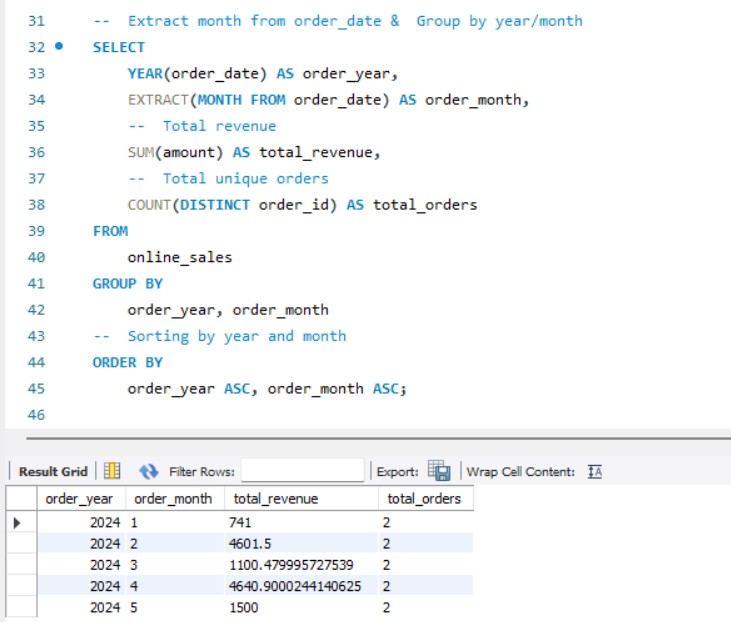 31 -- Extract month from order_date & Group by year/month
32 SELECT
33 YEAR(order_date) AS order_year,
34 EXTRACT(MONTH FROM order_date) AS order_month,
35 -- Total revenue
36 SUM(amount) AS total_revenue,
37 -- Total unique orders
38 COUNT(DISTINCT order_id) AS total_orders
39 FROM
40 online_sales
41 GROUP BY
42 order_year, order_month
43 -- Sorting by year and month
44 ORDER BY
45 order_year ASC, order_month ASC;
46
Result Grid Filter Rows: Export: Wrap Cell Content: IA
order_year order_month total_revenue total_orders
2024 1 741 2
2024 2 4601.5 2
2024 3 1100.479995727539 2
2024 4 4640.9000244140625 2
2024 5 1500 2